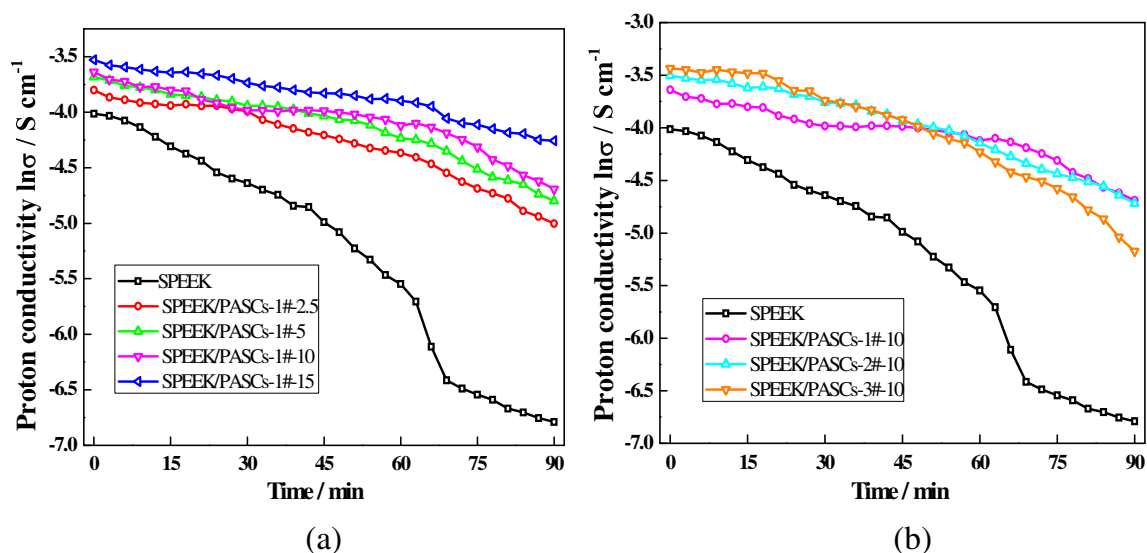 Proton conductivity lnσ / S cm⁻¹
-3.5
-4.0
-4.5
-5.0
-5.5
-6.0
-6.5
-7.0
SPEEK
SPEEK/PASCs-1#-2.5
SPEEK/PASCs-1#-5
SPEEK/PASCs-1#-10
SPEEK/PASCs-1#-15
0 15 30 45 60 75 90
Time / min
(a)
Proton conductivity lnσ / S cm⁻¹
-3.0
-3.5
-4.0
-4.5
-5.0
-5.5
-6.0
-6.5
-7.0
SPEEK
SPEEK/PASCs-1#-10
SPEEK/PASCs-2#-10
SPEEK/PASCs-3#-10
0 15 30 45 60 75 90
Time / min
(b)